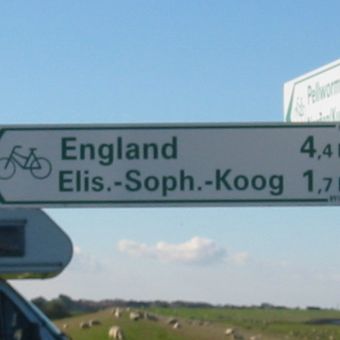 England 4,4
Elis.-Soph.-Koog 1,7
Pellworm